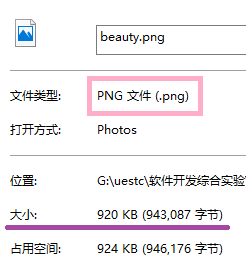 beauty.png
文件类型: PNG 文件 (.png)
打开方式: Photos
位置: G:\uestc\软件开发综合实验
大小: 920 KB (943,087 字节)
占用空间: 924 KB (946,176 字节)